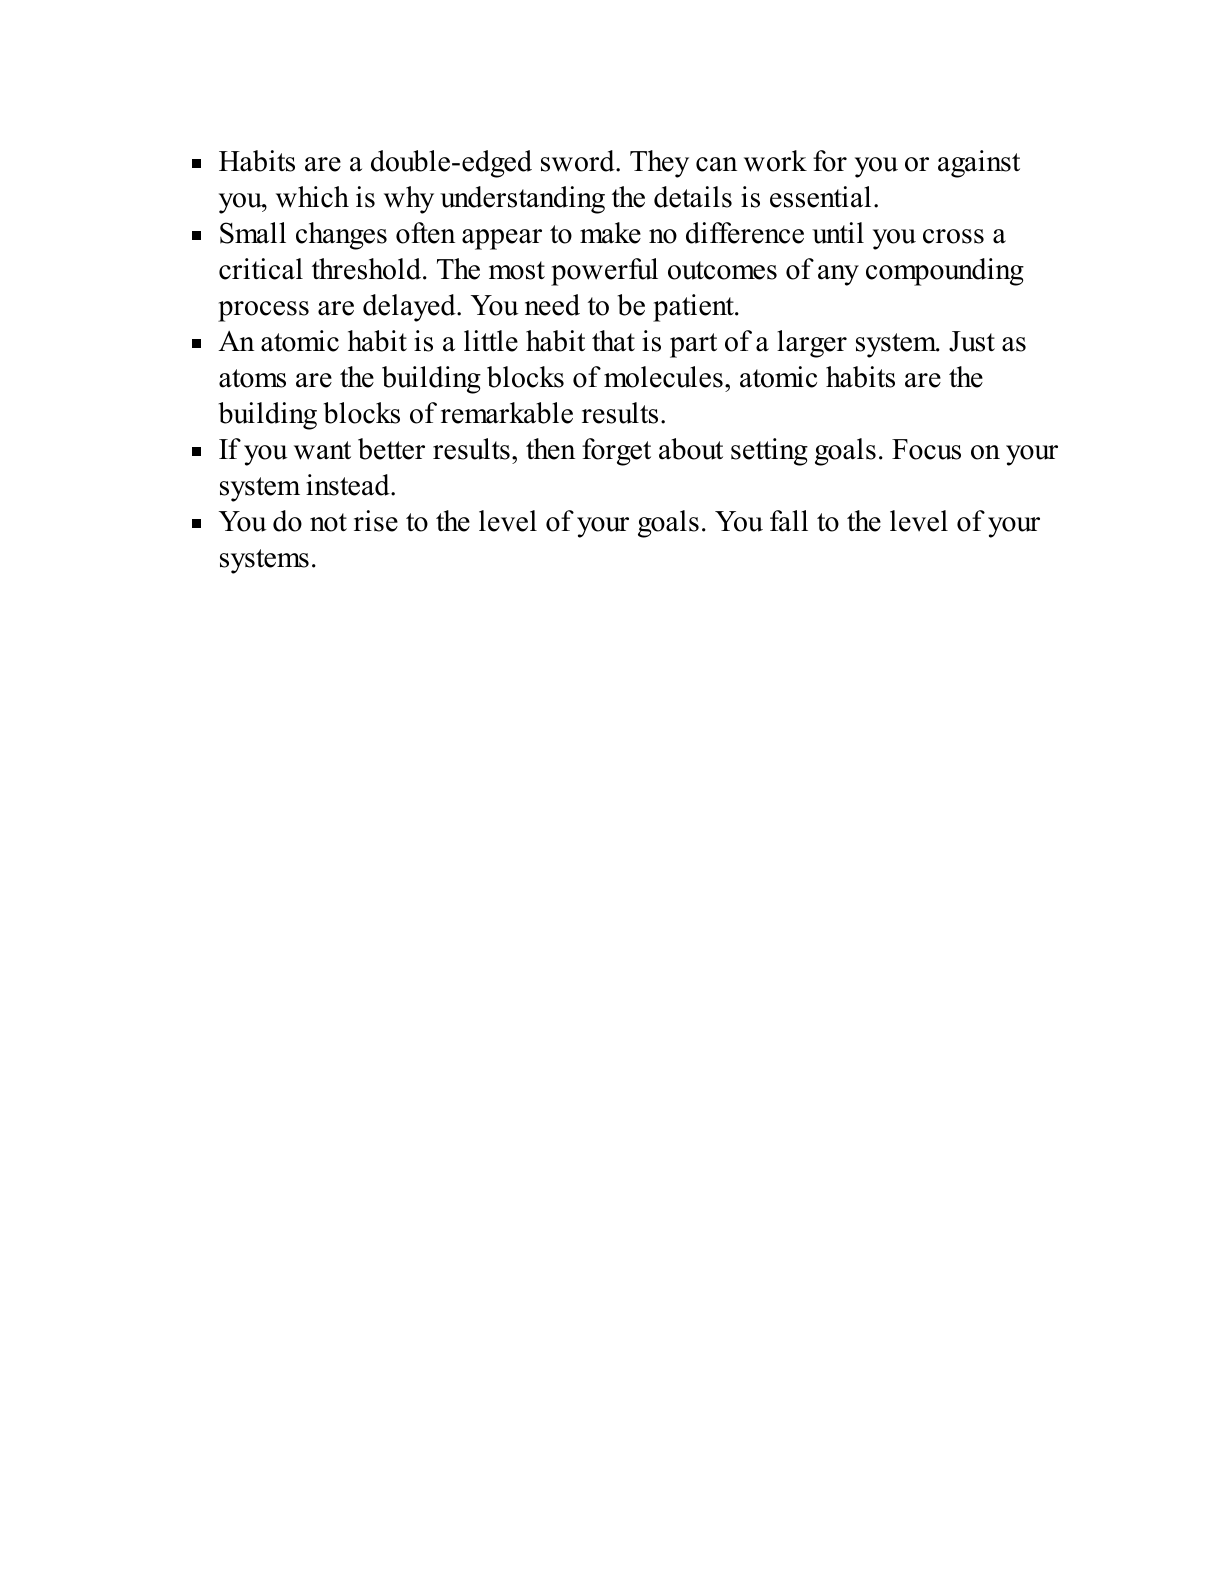 ▪ Habits are a double-edged sword. They can work for you or against
you, which is why understanding the details is essential.
▪ Small changes often appear to make no difference until you cross a
critical threshold. The most powerful outcomes of any compounding
process are delayed. You need to be patient.
▪ An atomic habit is a little habit that is part of a larger system. Just as
atoms are the building blocks of molecules, atomic habits are the
building blocks of remarkable results.
▪ If you want better results, then forget about setting goals. Focus on your
system instead.
▪ You do not rise to the level of your goals. You fall to the level of your
systems.